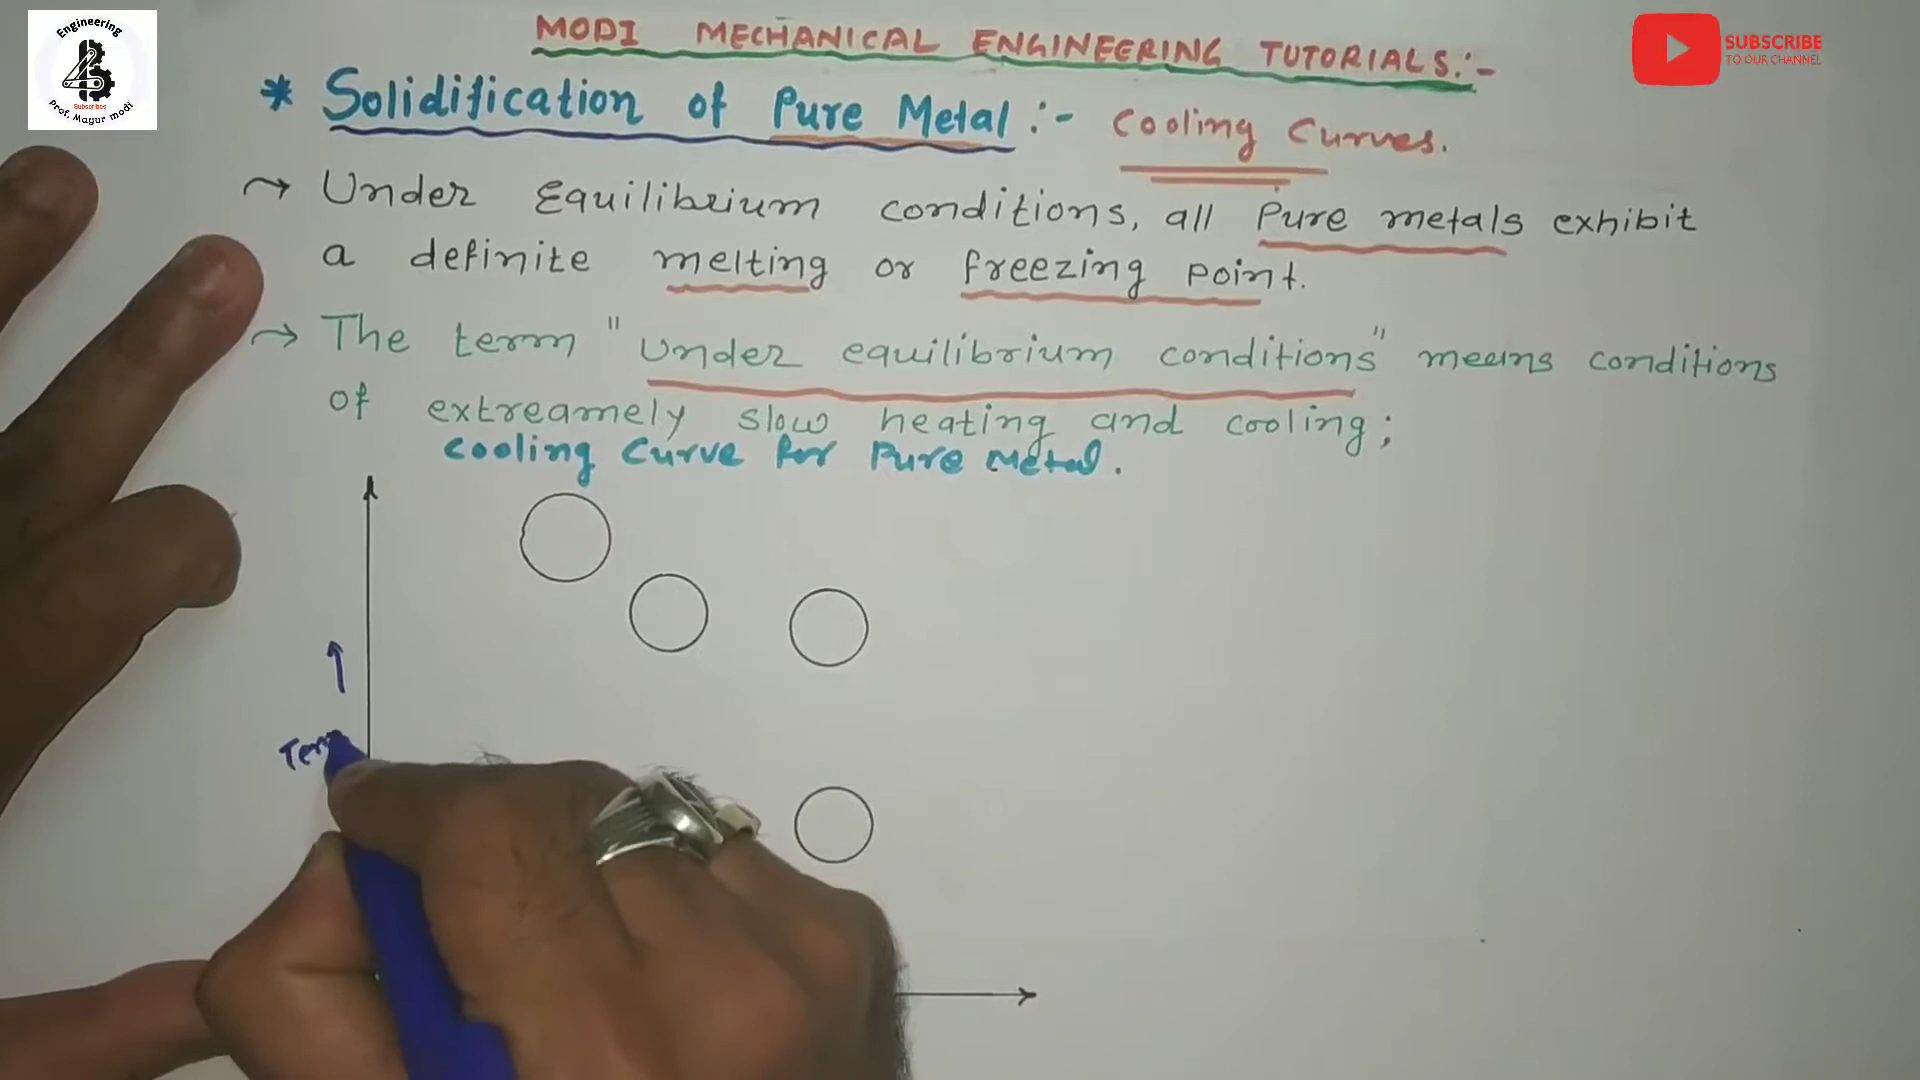 Engineering
Subscribe
Prof. Mayur modi
MODI MECHANICAL ENGINEERING TUTORIALS:-
SUBSCRIBE
TO OUR CHANNEL
* Solidification of Pure Metal :- Cooling Curves.
→ Under Equilibrium conditions, all Pure metals exhibit
a definite melting or freezing point.
→ The term "Under equilibrium conditions" means conditions
of extreamely slow heating and cooling;
Cooling Curve for Pure Metal.